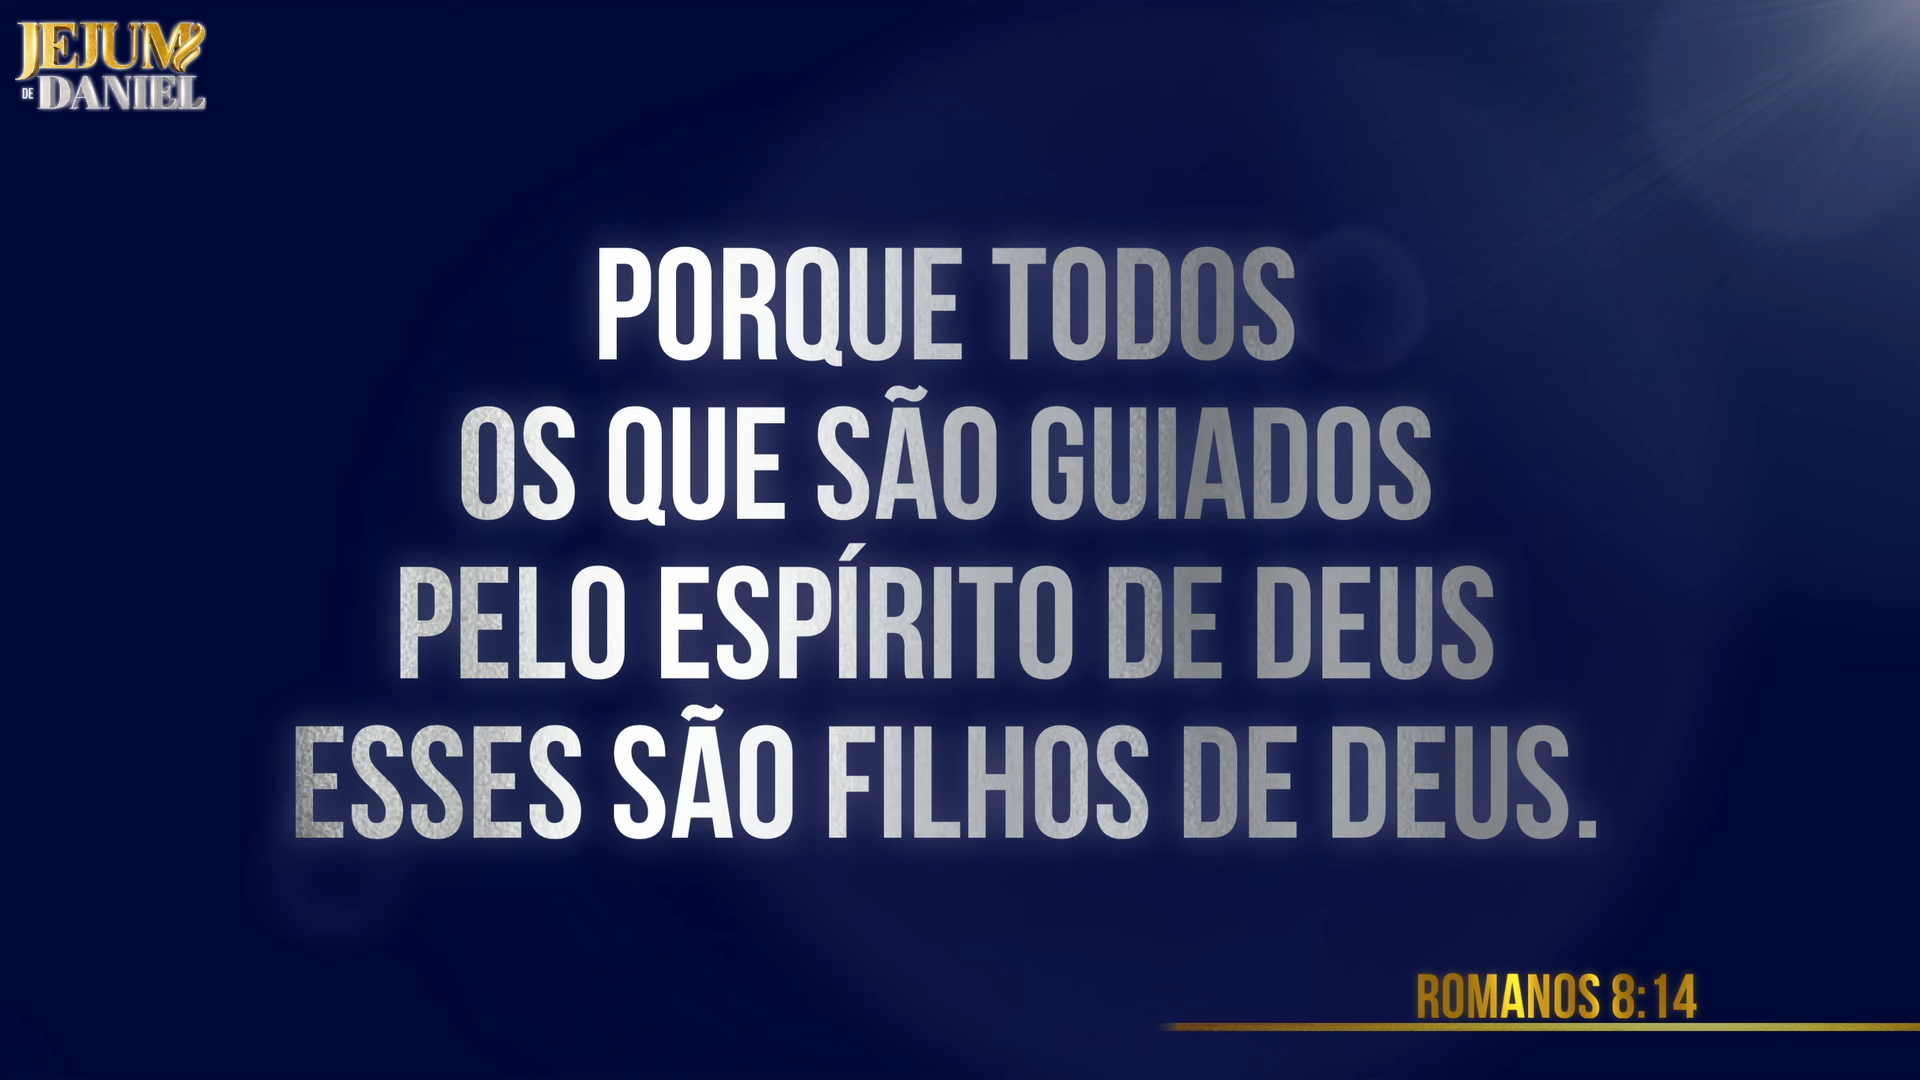 JEJUM
DE DANIEL
PORQUE TODOS
OS QUE SÃO GUIADOS
PELO ESPÍRITO DE DEUS
ESSES SÃO FILHOS DE DEUS.
ROMANOS 8:14